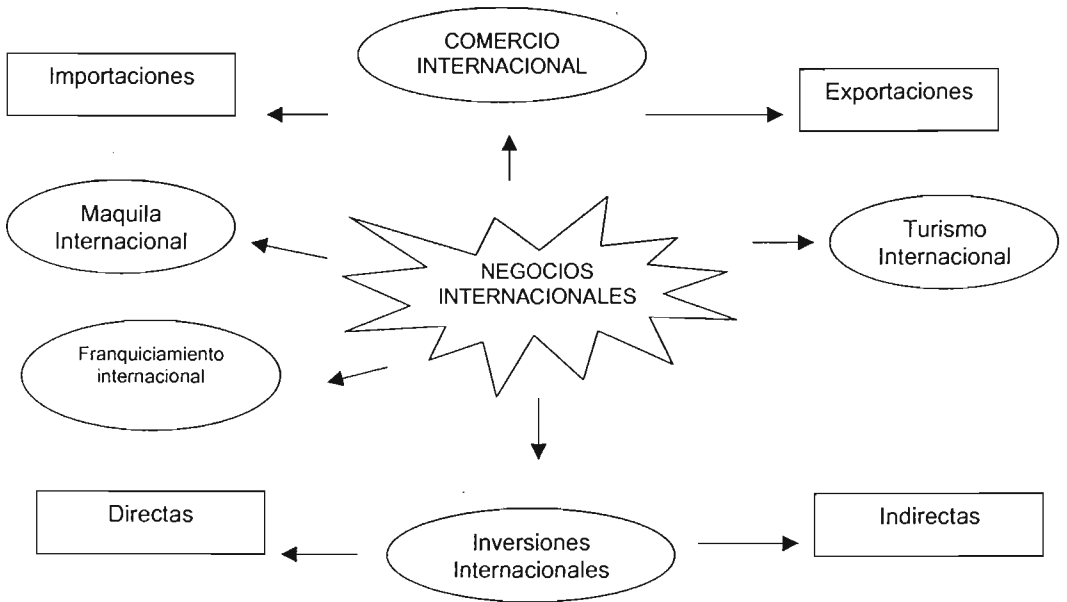 COMERCIO
INTERNACIONAL
Importaciones
Exportaciones
Maquila
Internacional
Turismo
Internacional
NEGOCIOS
INTERNACIONALES
Franquiciamiento
internacional
Directas
Indirectas
Inversiones
Internacionales